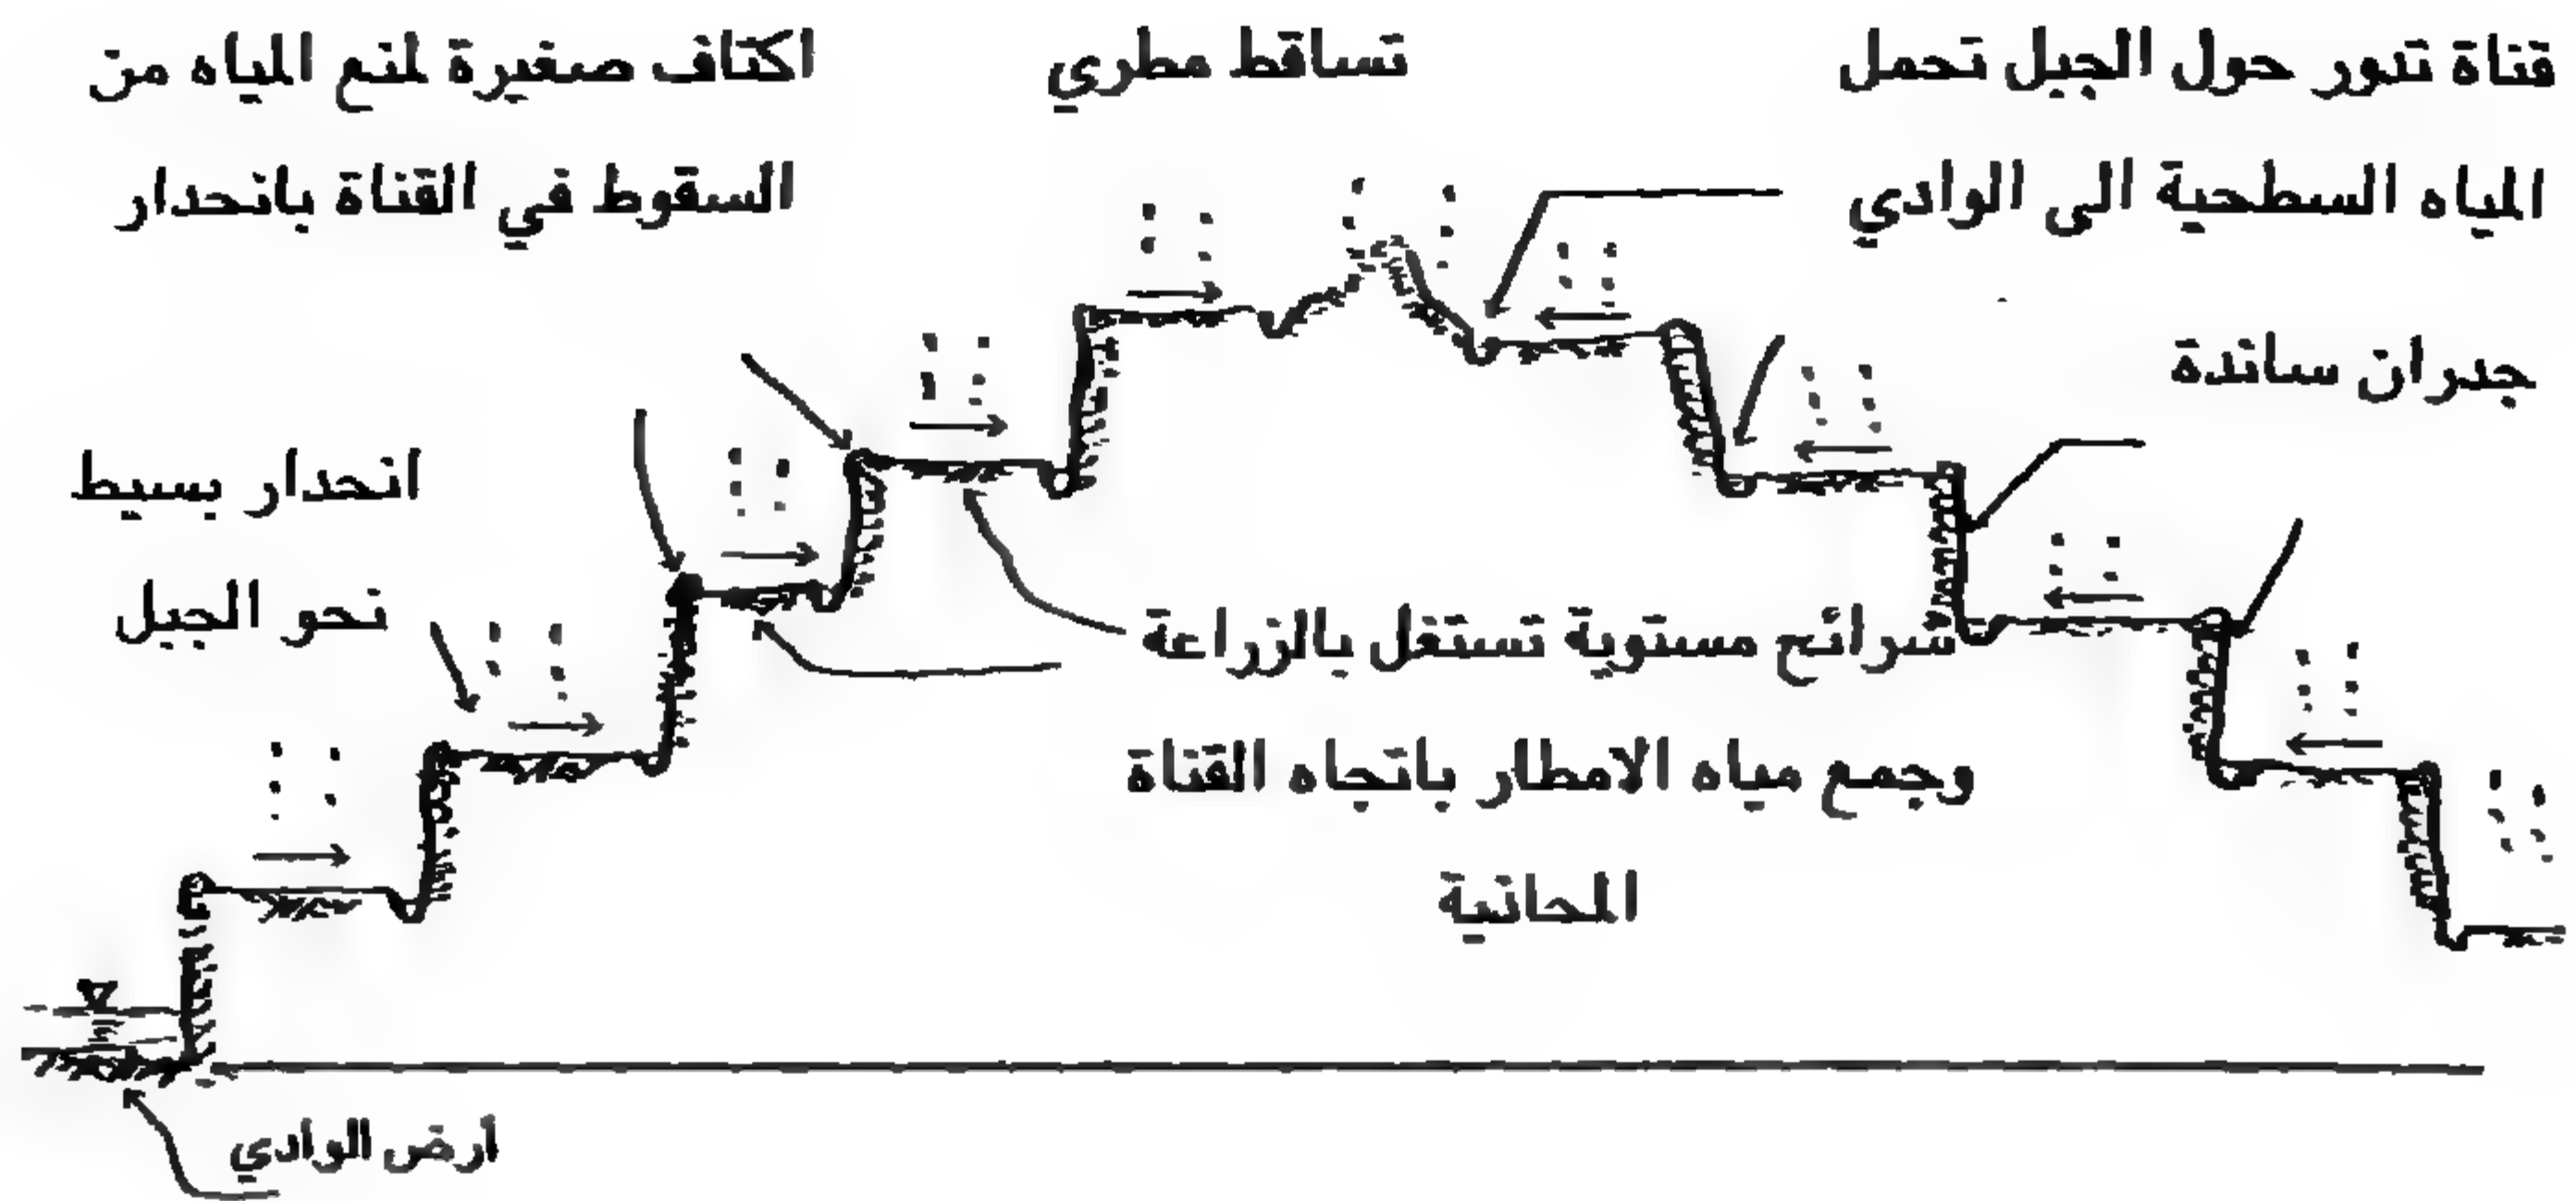 قناة تدور حول الجبل تحمل
المياه السطحية الى الوادي
تساقط مطري
اكتاف صغيرة لمنع المياه من
السقوط في القناة بانحدار
جدران ساندة
انحدار بسيط
نحو الجبل
شرائح مستوية تستغل بالزراعة
وجمع مياه الامطار باتجاه القناة
المحانية
أرض الوادي